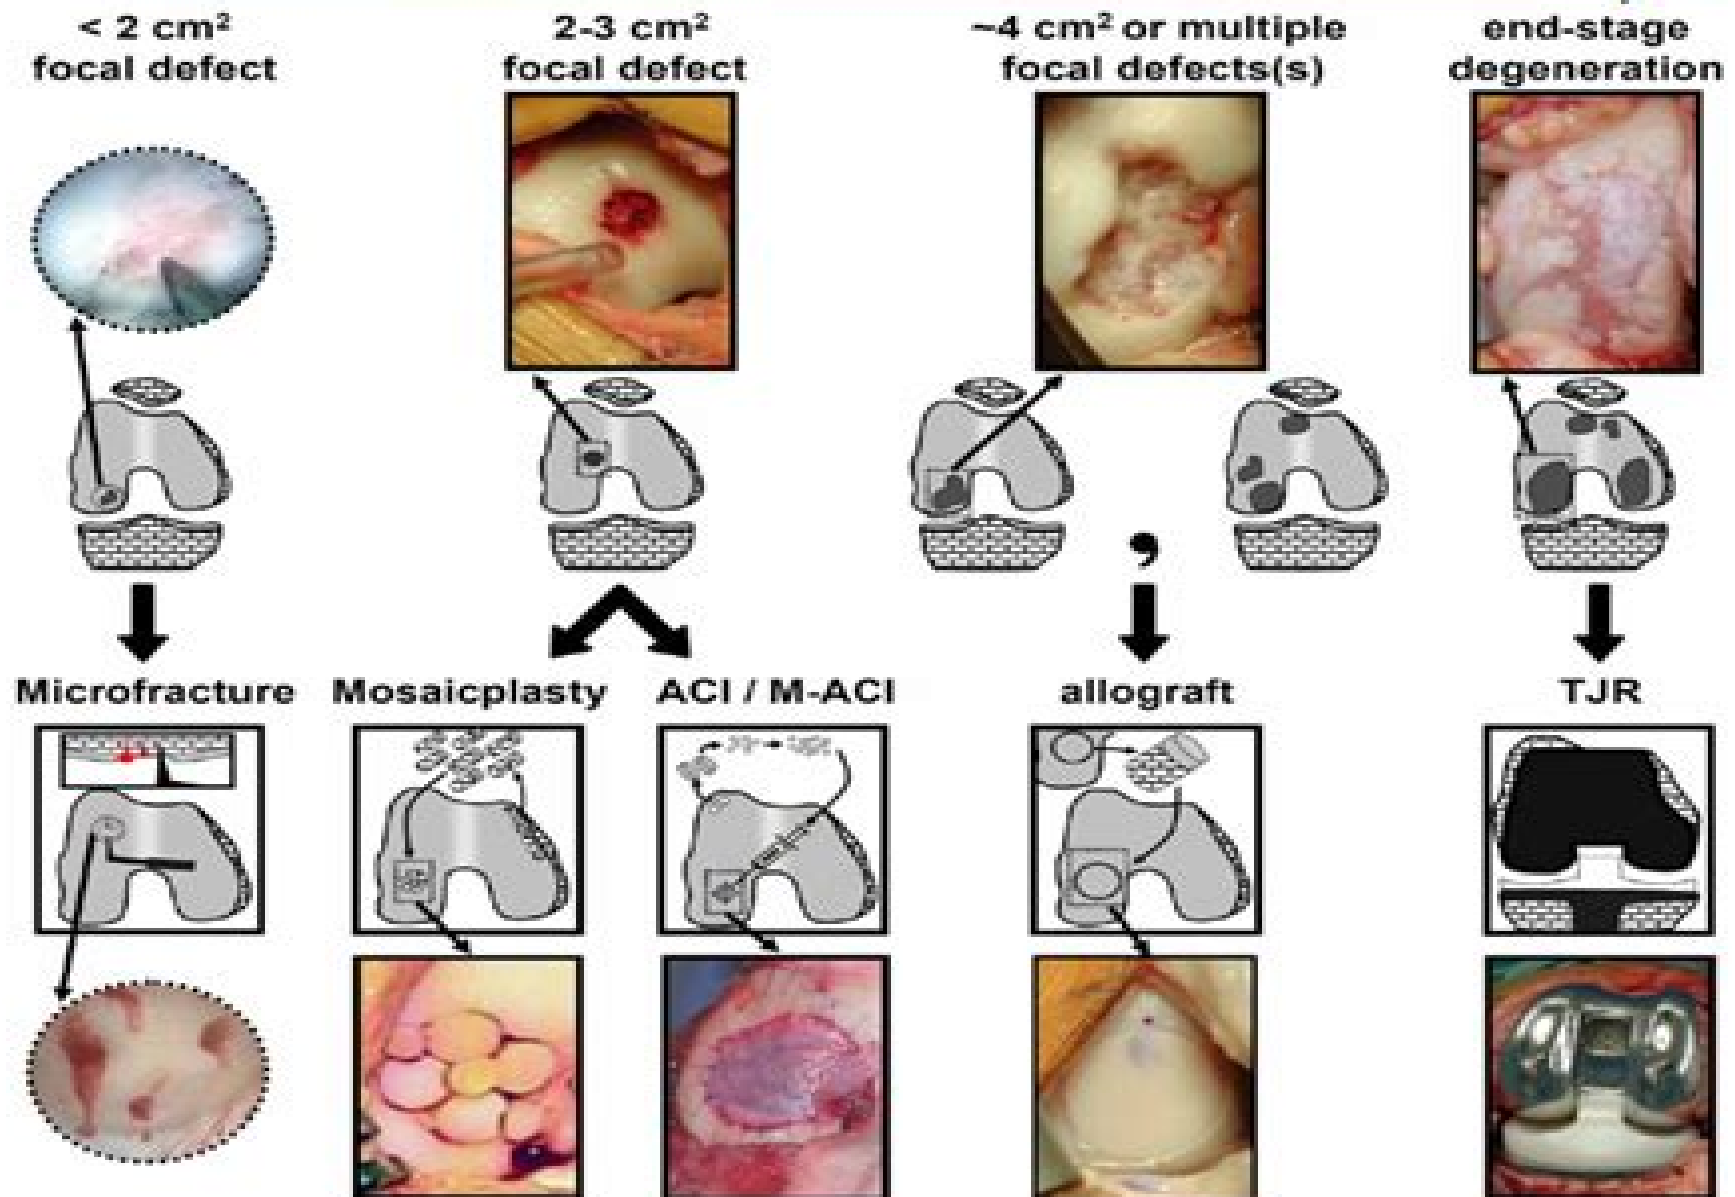 < 2 cm²
focal defect
2-3 cm²
focal defect
~4 cm² or multiple
focal defects(s)
end-stage
degeneration
,
Microfracture
Mosaicplasty
ACI / M-ACI
allograft
TJR